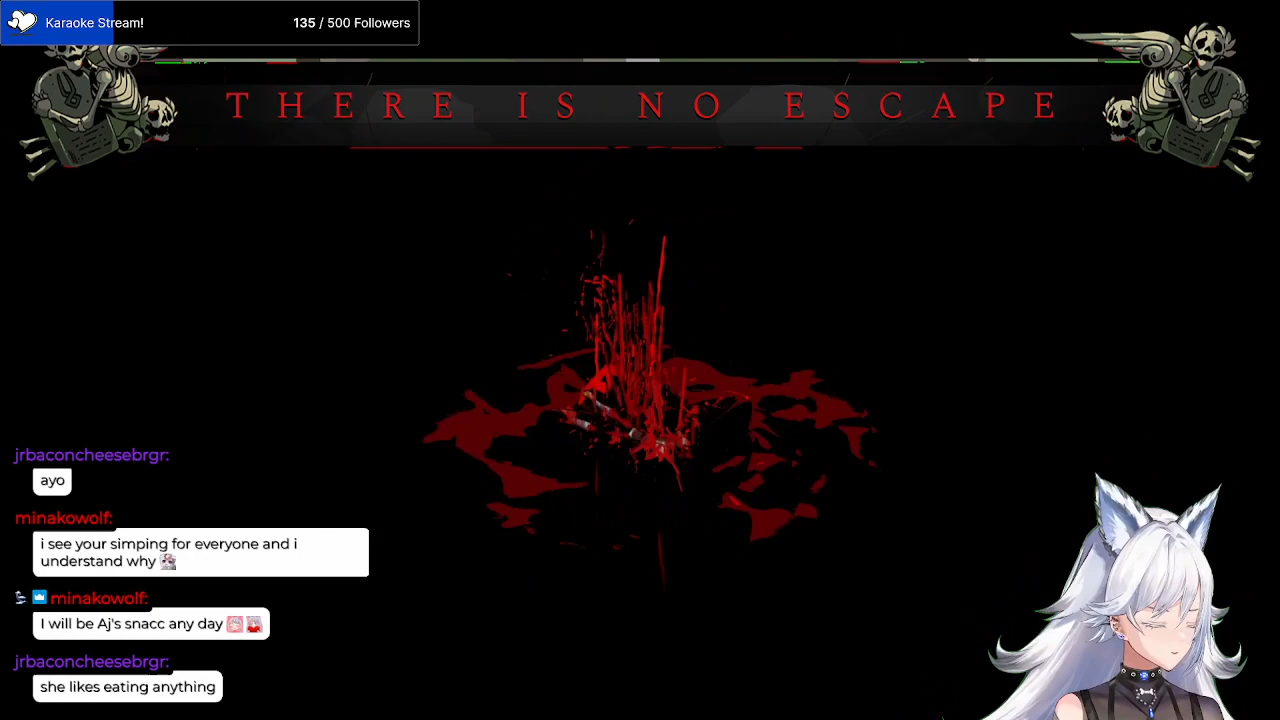 Karaoke Stream!
135 / 500 Followers
THERE IS NO ESCAPE
jrbaconcheesebrgr:
ayo
minakowolf:
i see your simping for everyone and i
understand why
minakowolf:
I will be Aj's snacc any day
jrbaconcheesebrgr:
she likes eating anything